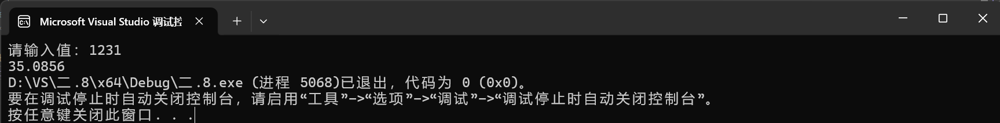 Microsoft Visual Studio 调试控
请输入值：1231
35.0856
D:\VS\二.8\x64\Debug\二.8.exe (进程 5068)已退出，代码为 0 (0x0)。
要在调试停止时自动关闭控制台，请启用“工具”->“选项”->“调试”->“调试停止时自动关闭控制台”。
按任意键关闭此窗口. . .